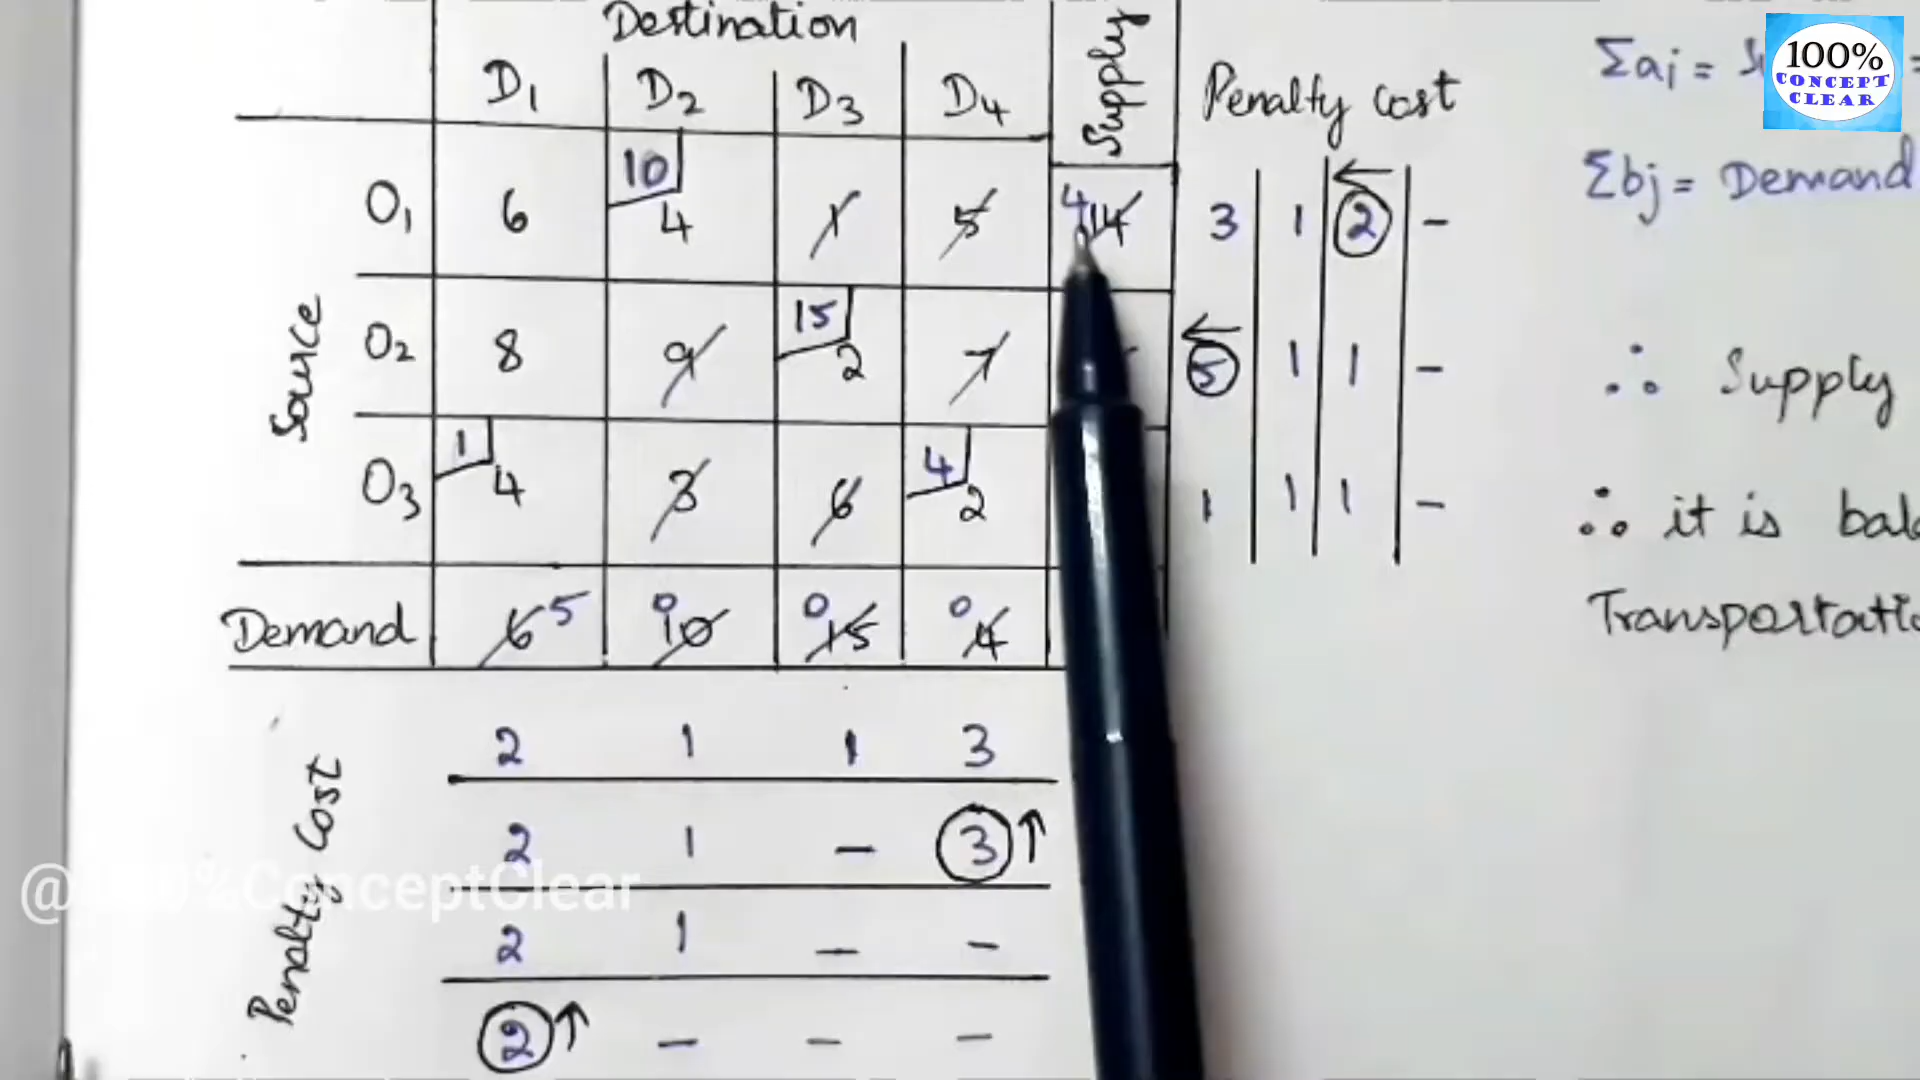 Destination
Supply
D1 D2 D3 D4
Penalty cost
O1 6 10 4 1 5 4 14 3 1 2 -
O2 8 9 15 2 7 5 1 1 -
O3 1 4 3 6 4 2 1 1 1 -
Source
Demand 6 5 0 10 0 15 0 4
Penalty Cost
2 1 1 3
2 1 - 3 ↑
2 1 - -
2 ↑ - - -
Σai =
Σbj = Demand
∴ Supply
∴ it is
100%
CONCEPT
CLEAR
@100%ConceptClear